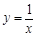 y = 1/x